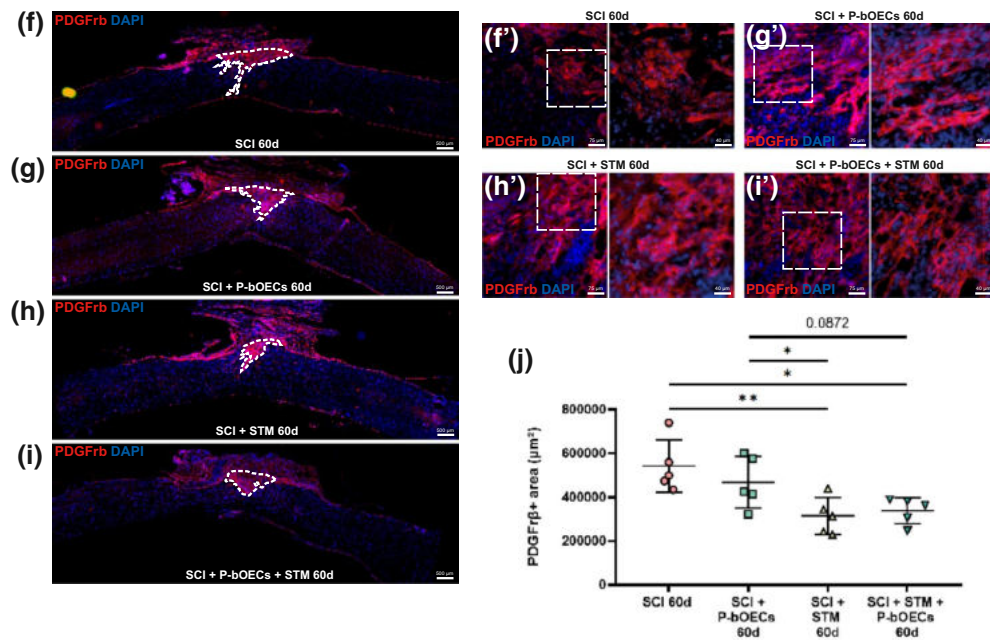 (f)
PDGFrb DAPI
SCI 60d
500 µm
(g)
PDGFrb DAPI
SCI + P-bOECs 60d
500 µm
(h)
PDGFrb DAPI
SCI + STM 60d
500 µm
(i)
PDGFrb DAPI
SCI + P-bOECs + STM 60d
500 µm
SCI 60d
(f')
PDGFrb DAPI
75 µm
40 µm
SCI + P-bOECs 60d
(g')
PDGFrb DAPI
75 µm
40 µm
SCI + STM 60d
(h')
PDGFrb DAPI
75 µm
40 µm
SCI + P-bOECs + STM 60d
(i')
PDGFrb DAPI
75 µm
40 µm
(j)
0.0872
*
*
**
PDGFrβ+ area (µm²)
800000
600000
400000
200000
0
SCI 60d
SCI +
P-bOECs
60d
SCI +
STM
60d
SCI + STM +
P-bOECs
60d